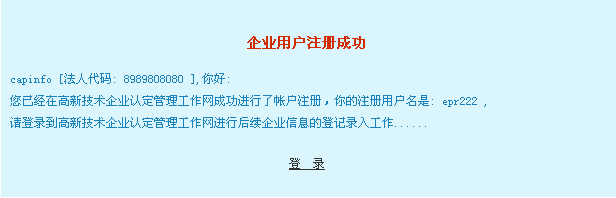 企业用户注册成功
capinfo [法人代码: 8989808080 ],你好:
您已经在高新技术企业认定管理工作网成功进行了帐户注册，你的注册用户名是: epr222 ,
请登录到高新技术企业认定管理工作网进行后续企业信息的登记录入工作......
登 录